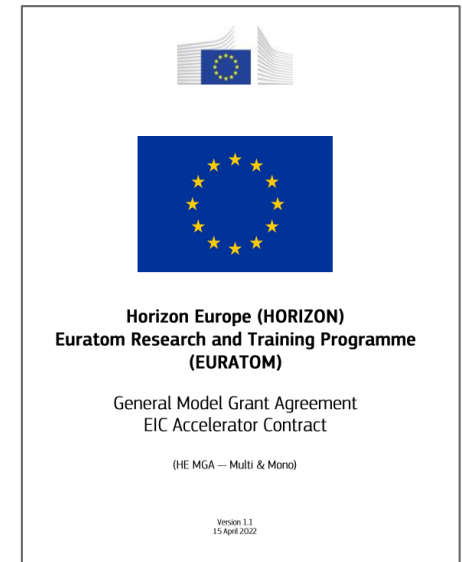 Horizon Europe (HORIZON)
Euratom Research and Training Programme
(EURATOM)
General Model Grant Agreement
EIC Accelerator Contract
(HE MGA — Multi & Mono)
Version 1.1
15 April 2022